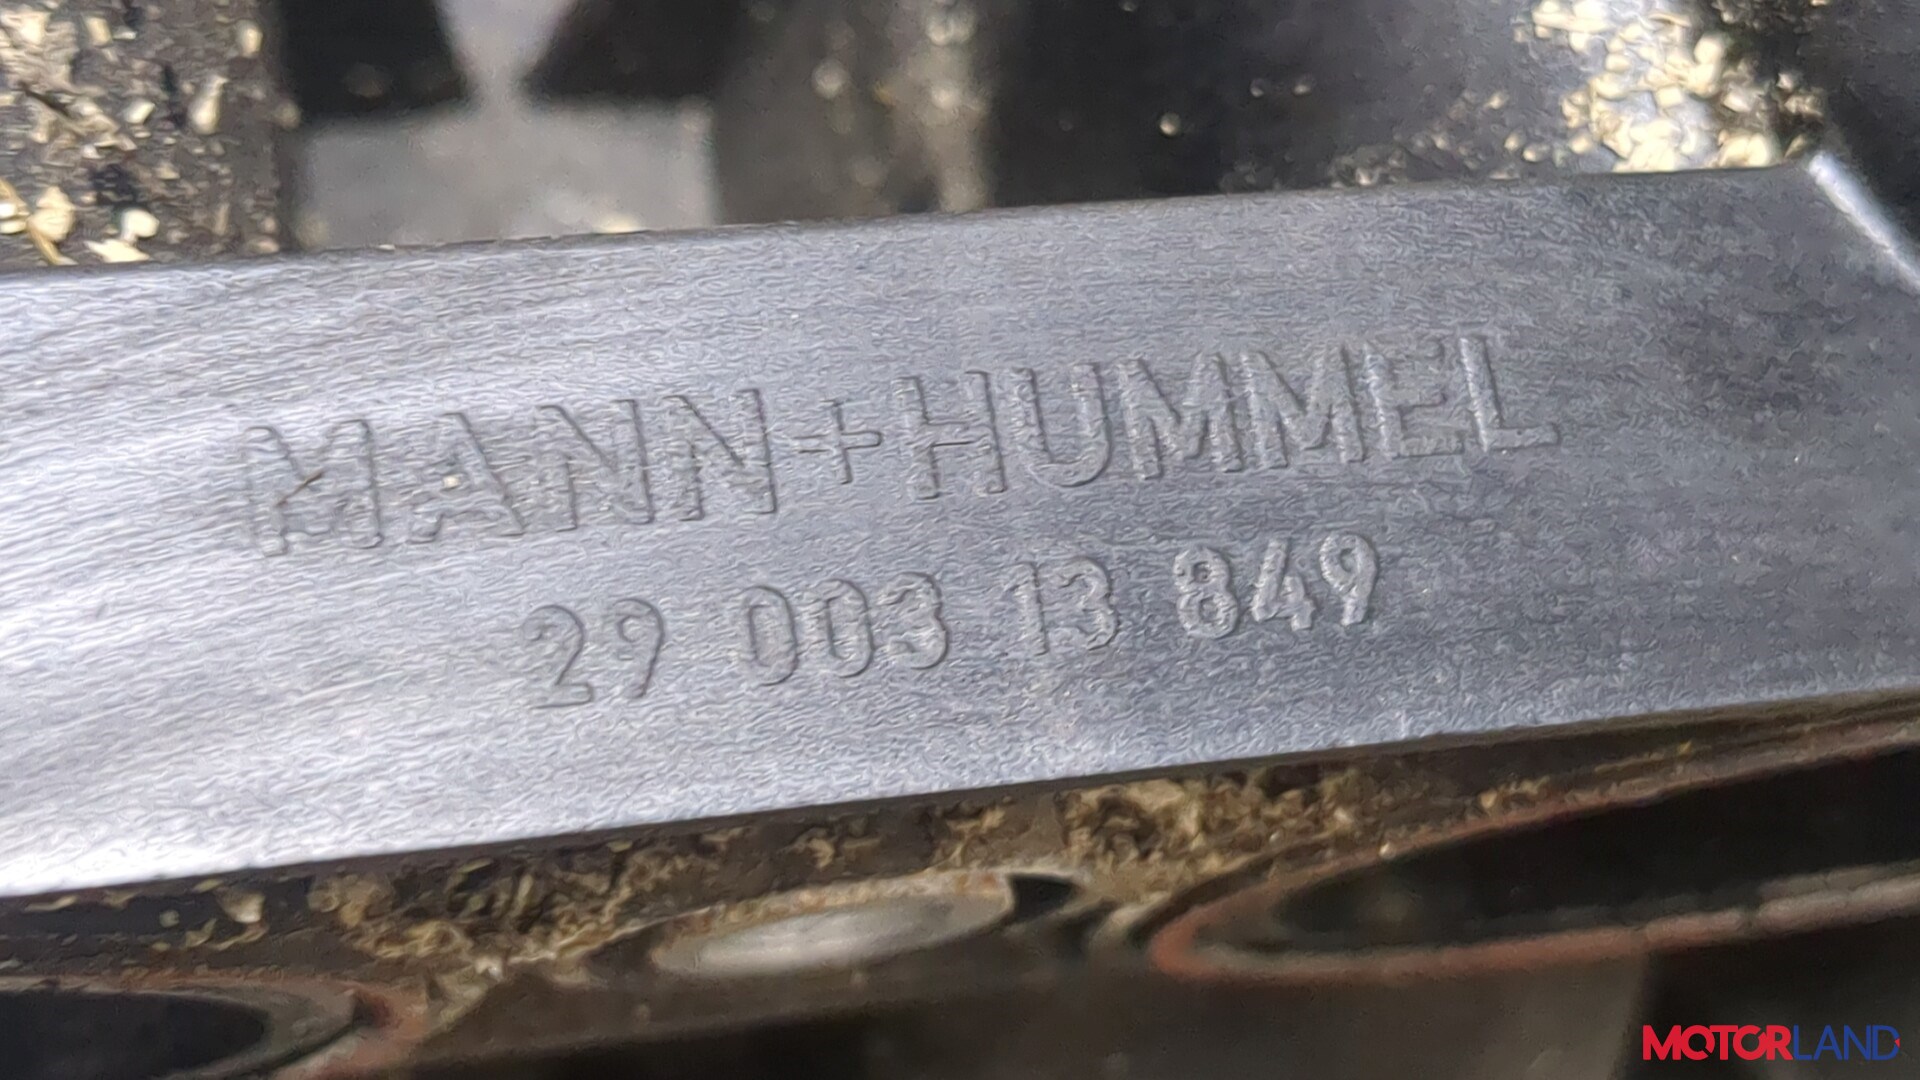 MANN+HUMMEL
29 003 13 849
MOTORLAND